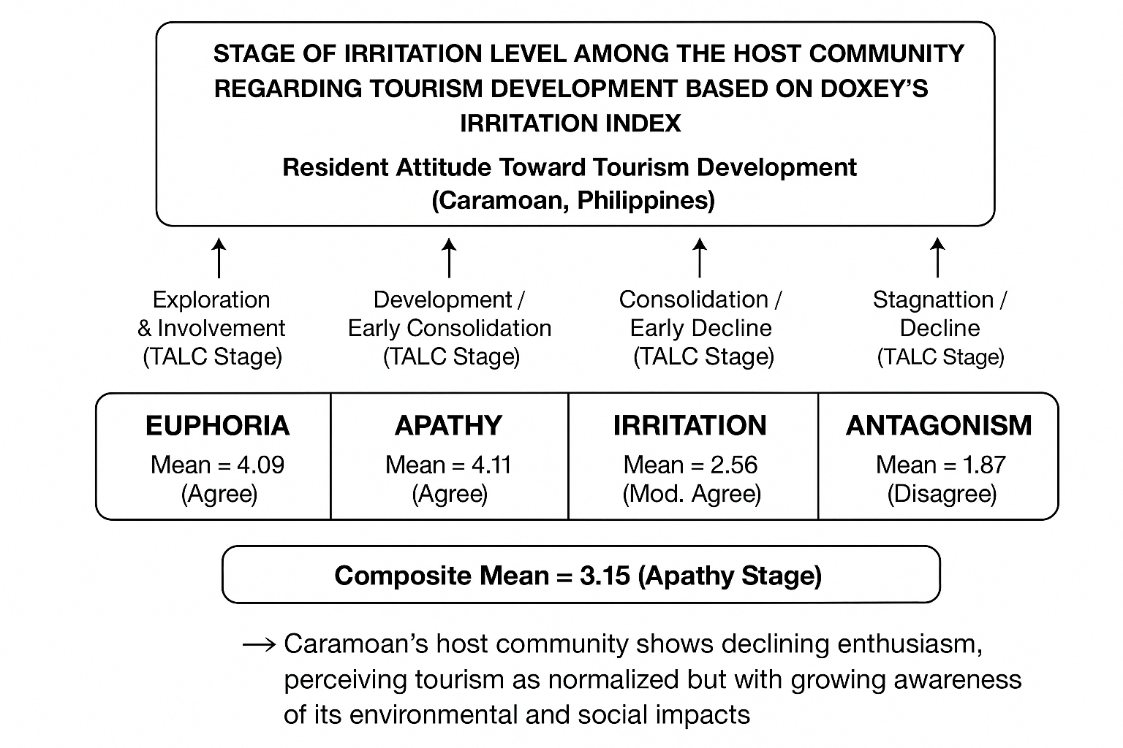 STAGE OF IRRITATION LEVEL AMONG THE HOST COMMUNITY
REGARDING TOURISM DEVELOPMENT BASED ON DOXEY'S
IRRITATION INDEX
Resident Attitude Toward Tourism Development
(Caramoan, Philippines)
Exploration
& Involvement
(TALC Stage)
Development /
Early Consolidation
(TALC Stage)
Consolidation /
Early Decline
(TALC Stage)
Stagnattion /
Decline
(TALC Stage)
EUPHORIA
Mean = 4.09
(Agree)
APATHY
Mean = 4.11
(Agree)
IRRITATION
Mean = 2.56
(Mod. Agree)
ANTAGONISM
Mean = 1.87
(Disagree)
Composite Mean = 3.15 (Apathy Stage)
→ Caramoan's host community shows declining enthusiasm,
perceiving tourism as normalized but with growing awareness
of its environmental and social impacts